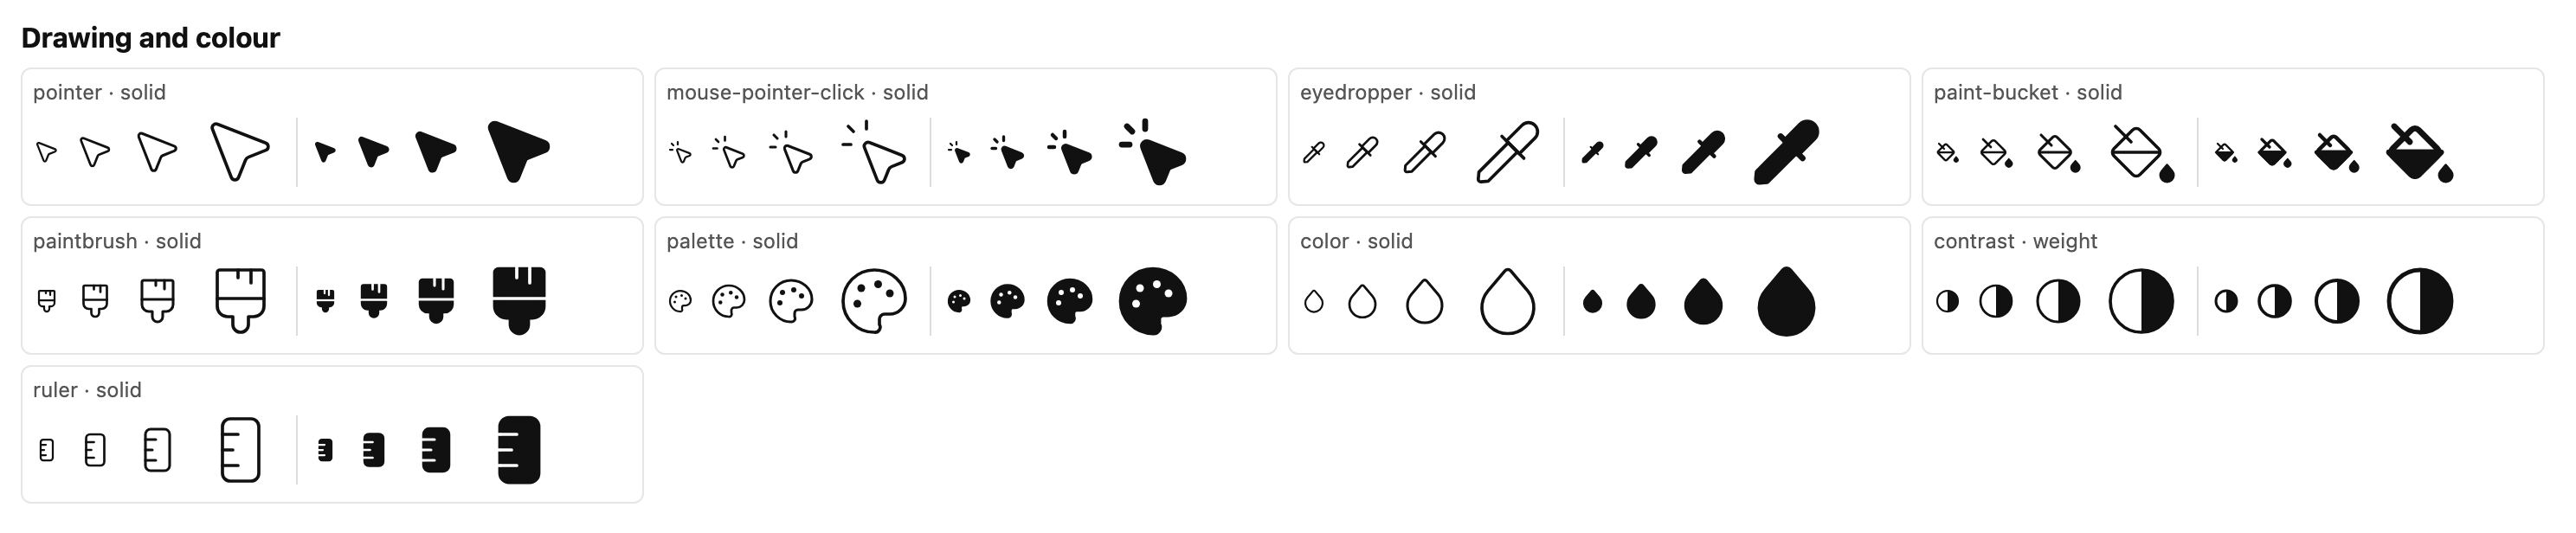 Drawing and colour
pointer · solid
mouse-pointer-click · solid
eyedropper · solid
paint-bucket · solid
paintbrush · solid
palette · solid
color · solid
contrast · weight
ruler · solid